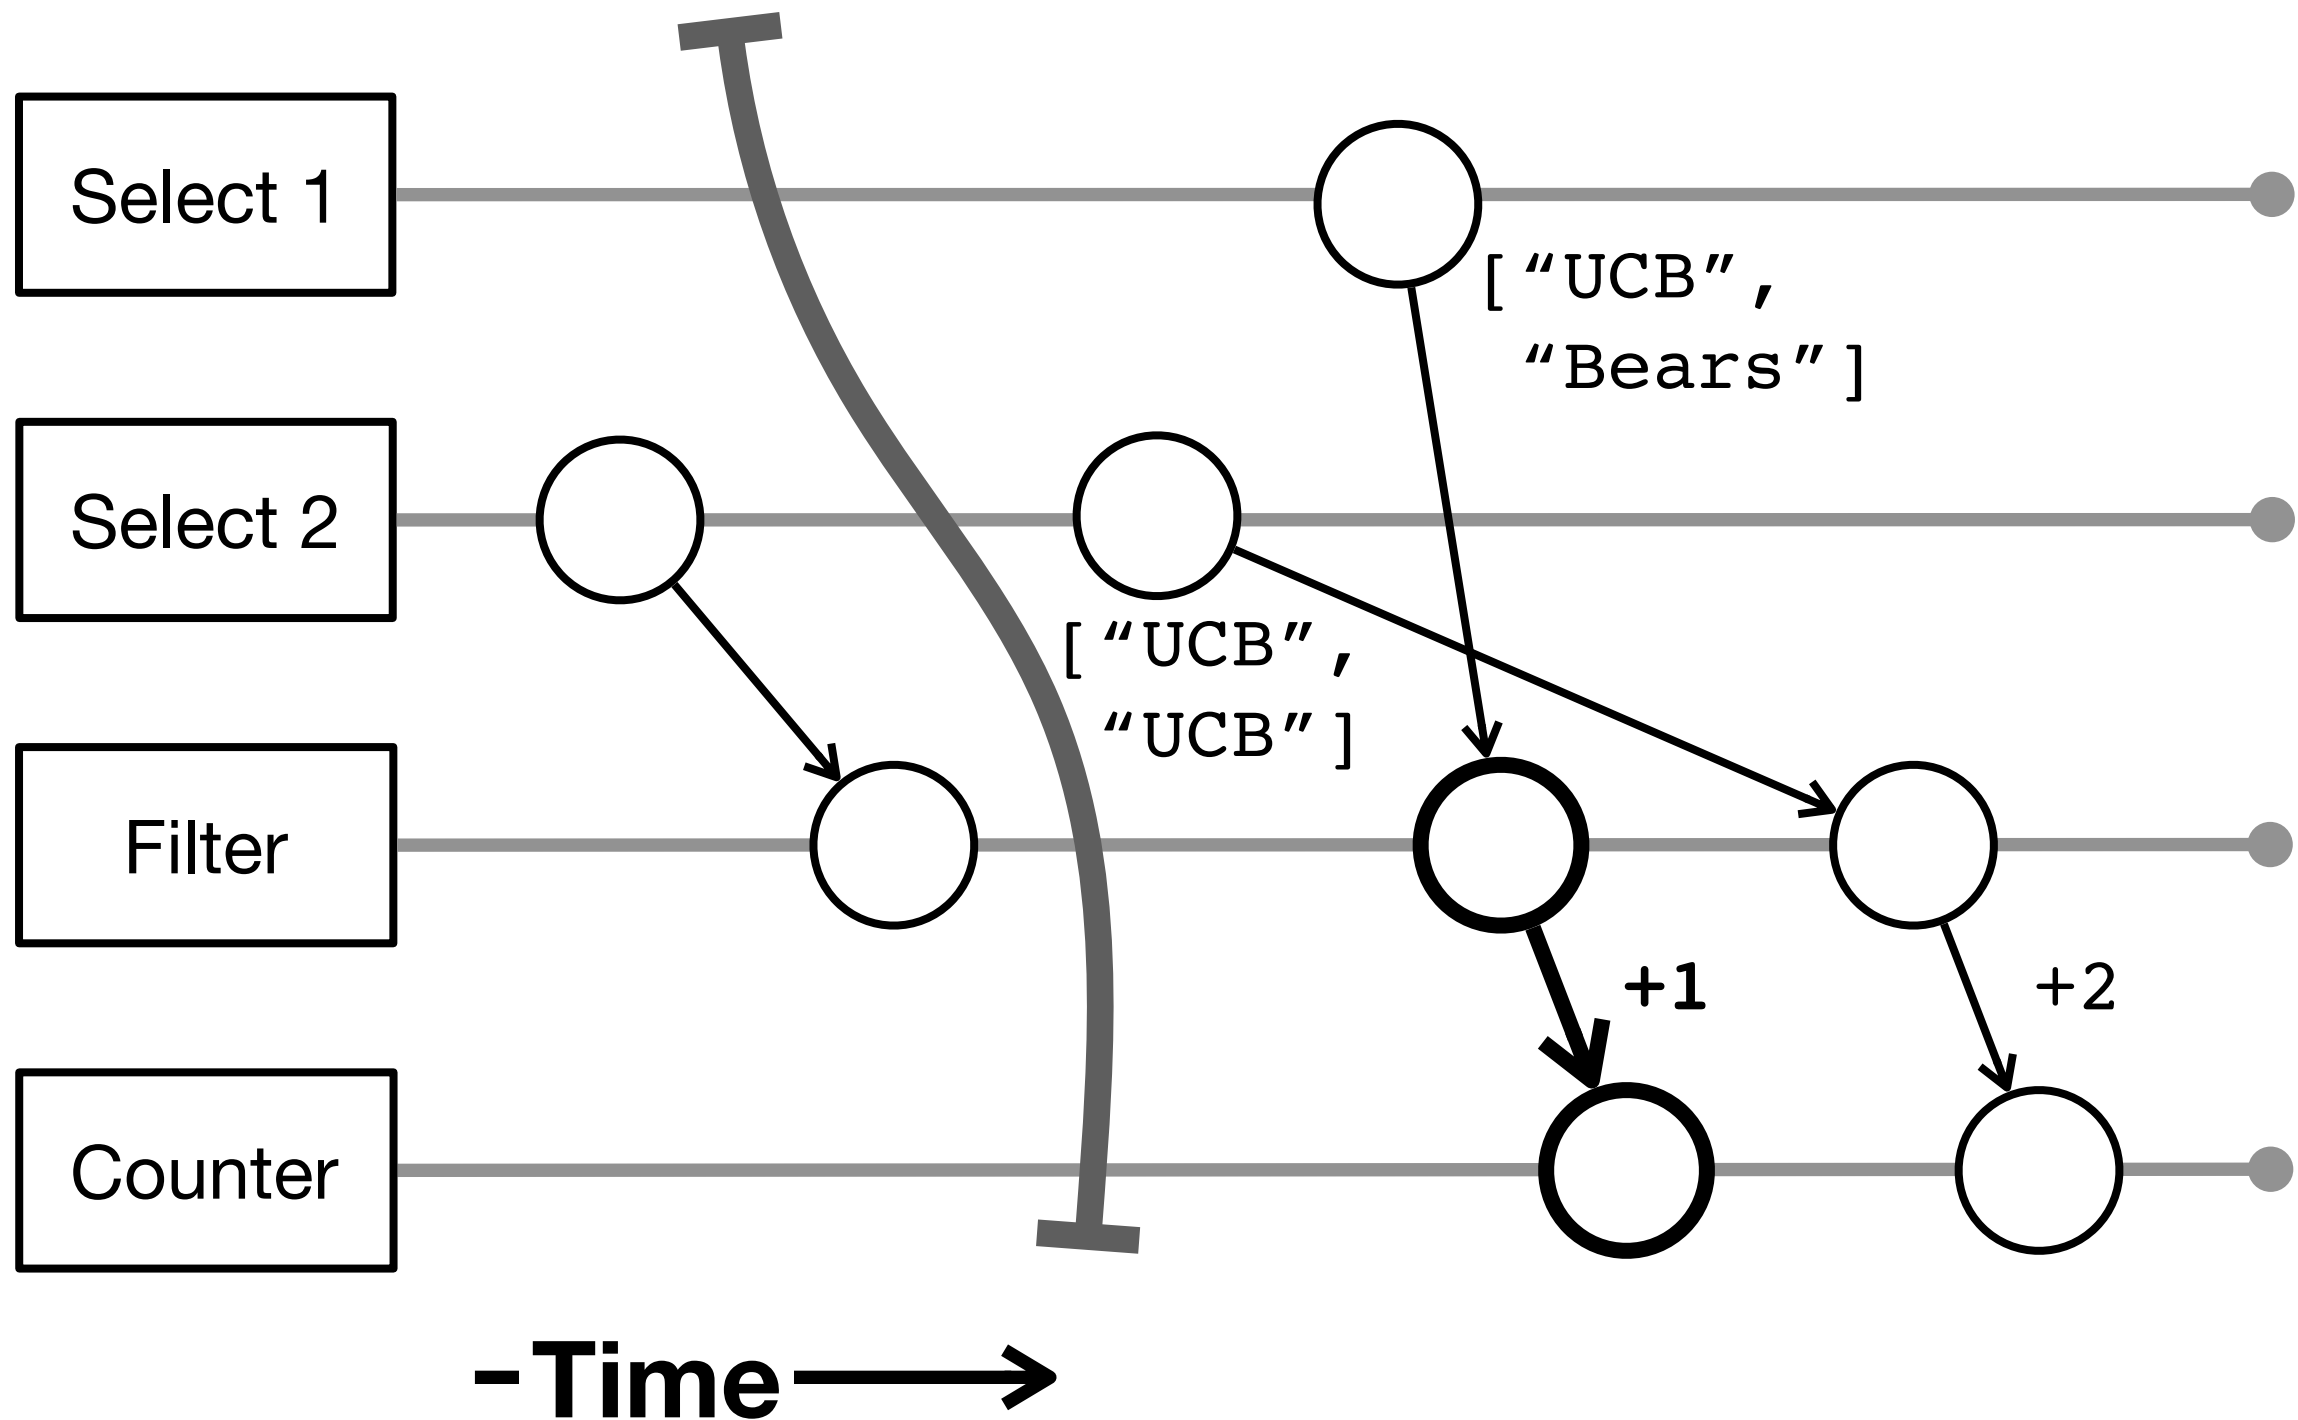 Select 1
["UCB",
"Bears"]
Select 2
["UCB",
"UCB"]
Filter
+1
+2
Counter
Time